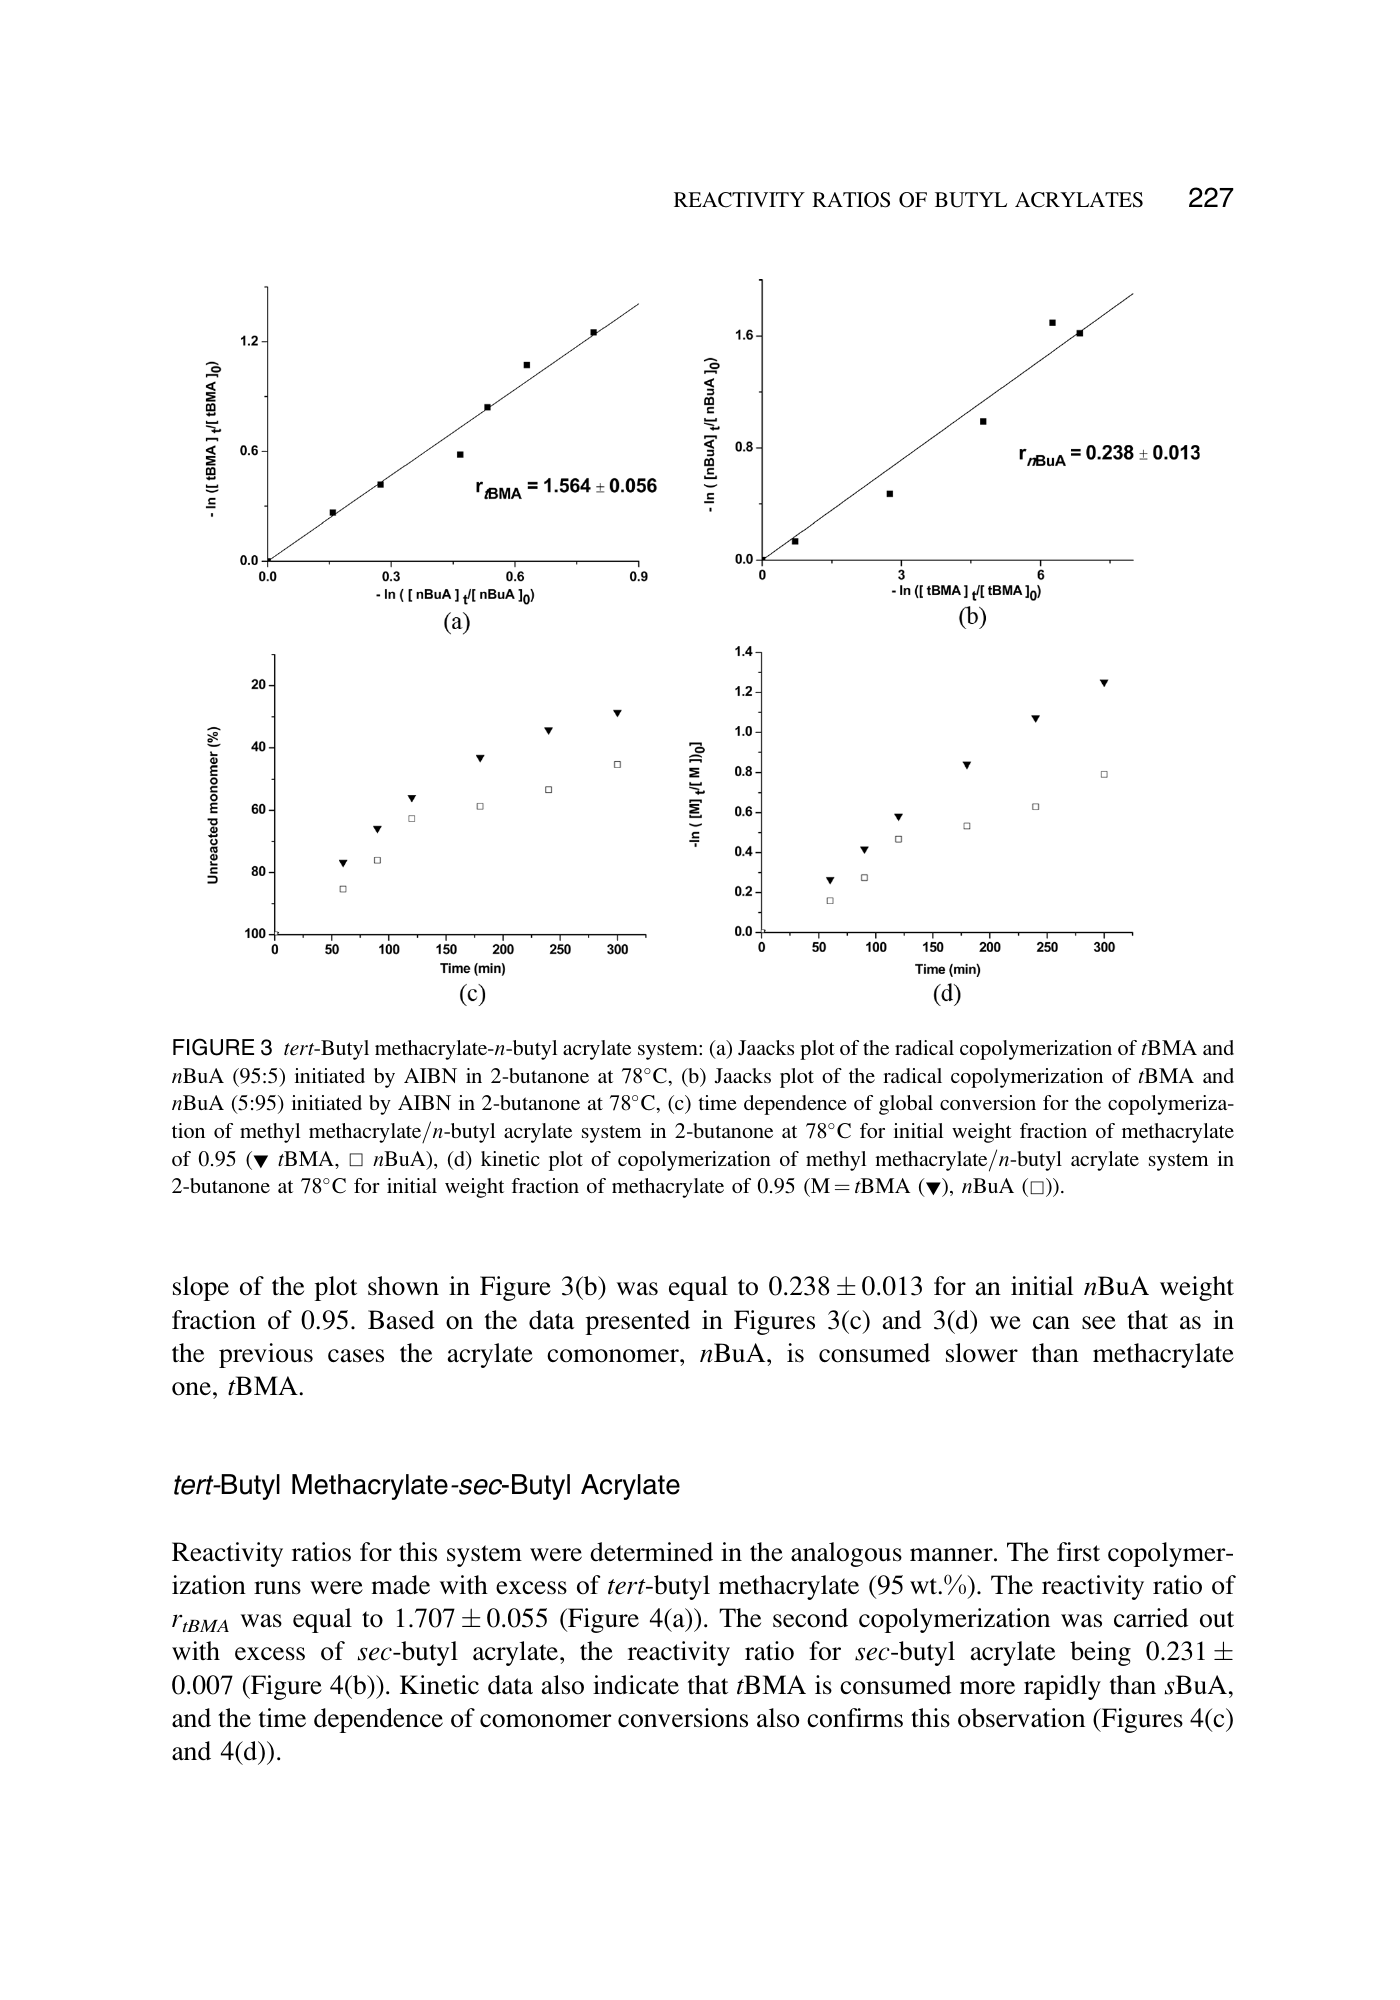 REACTIVITY RATIOS OF BUTYL ACRYLATES 227
- ln ([ tBMA ] t/[ tBMA ]0)
1.2
0.6
0.0
0.0 0.3 0.6 0.9
r tBMA = 1.564 ± 0.056
- ln ( [ nBuA ] t/[ nBuA ]0)
(a)
- ln ( [nBuA] t/[ nBuA ]0)
1.6
0.8
0.0
0 3 6
r nBuA = 0.238 ± 0.013
- ln ([ tBMA ] t/[ tBMA ]0)
(b)
Unreacted monomer (%)
20
40
60
80
100
0 50 100 150 200 250 300
Time (min)
(c)
-ln ( [M] t/[ M ])0]
1.4
1.2
1.0
0.8
0.6
0.4
0.2
0.0
0 50 100 150 200 250 300
Time (min)
(d)
FIGURE 3 tert-Butyl methacrylate-n-butyl acrylate system: (a) Jaacks plot of the radical copolymerization of tBMA and
nBuA (95:5) initiated by AIBN in 2-butanone at 78°C, (b) Jaacks plot of the radical copolymerization of tBMA and
nBuA (5:95) initiated by AIBN in 2-butanone at 78°C, (c) time dependence of global conversion for the copolymeriza-
tion of methyl methacrylate/n-butyl acrylate system in 2-butanone at 78°C for initial weight fraction of methacrylate
of 0.95 (▼ tBMA, □ nBuA), (d) kinetic plot of copolymerization of methyl methacrylate/n-butyl acrylate system in
2-butanone at 78°C for initial weight fraction of methacrylate of 0.95 (M = tBMA (▼), nBuA (□)).
slope of the plot shown in Figure 3(b) was equal to 0.238 ± 0.013 for an initial nBuA weight
fraction of 0.95. Based on the data presented in Figures 3(c) and 3(d) we can see that as in
the previous cases the acrylate comonomer, nBuA, is consumed slower than methacrylate
one, tBMA.
tert-Butyl Methacrylate-sec-Butyl Acrylate
Reactivity ratios for this system were determined in the analogous manner. The first copolymer-
ization runs were made with excess of tert-butyl methacrylate (95 wt.%). The reactivity ratio of
rtBMA was equal to 1.707 ± 0.055 (Figure 4(a)). The second copolymerization was carried out
with excess of sec-butyl acrylate, the reactivity ratio for sec-butyl acrylate being 0.231 ±
0.007 (Figure 4(b)). Kinetic data also indicate that tBMA is consumed more rapidly than sBuA,
and the time dependence of comonomer conversions also confirms this observation (Figures 4(c)
and 4(d)).